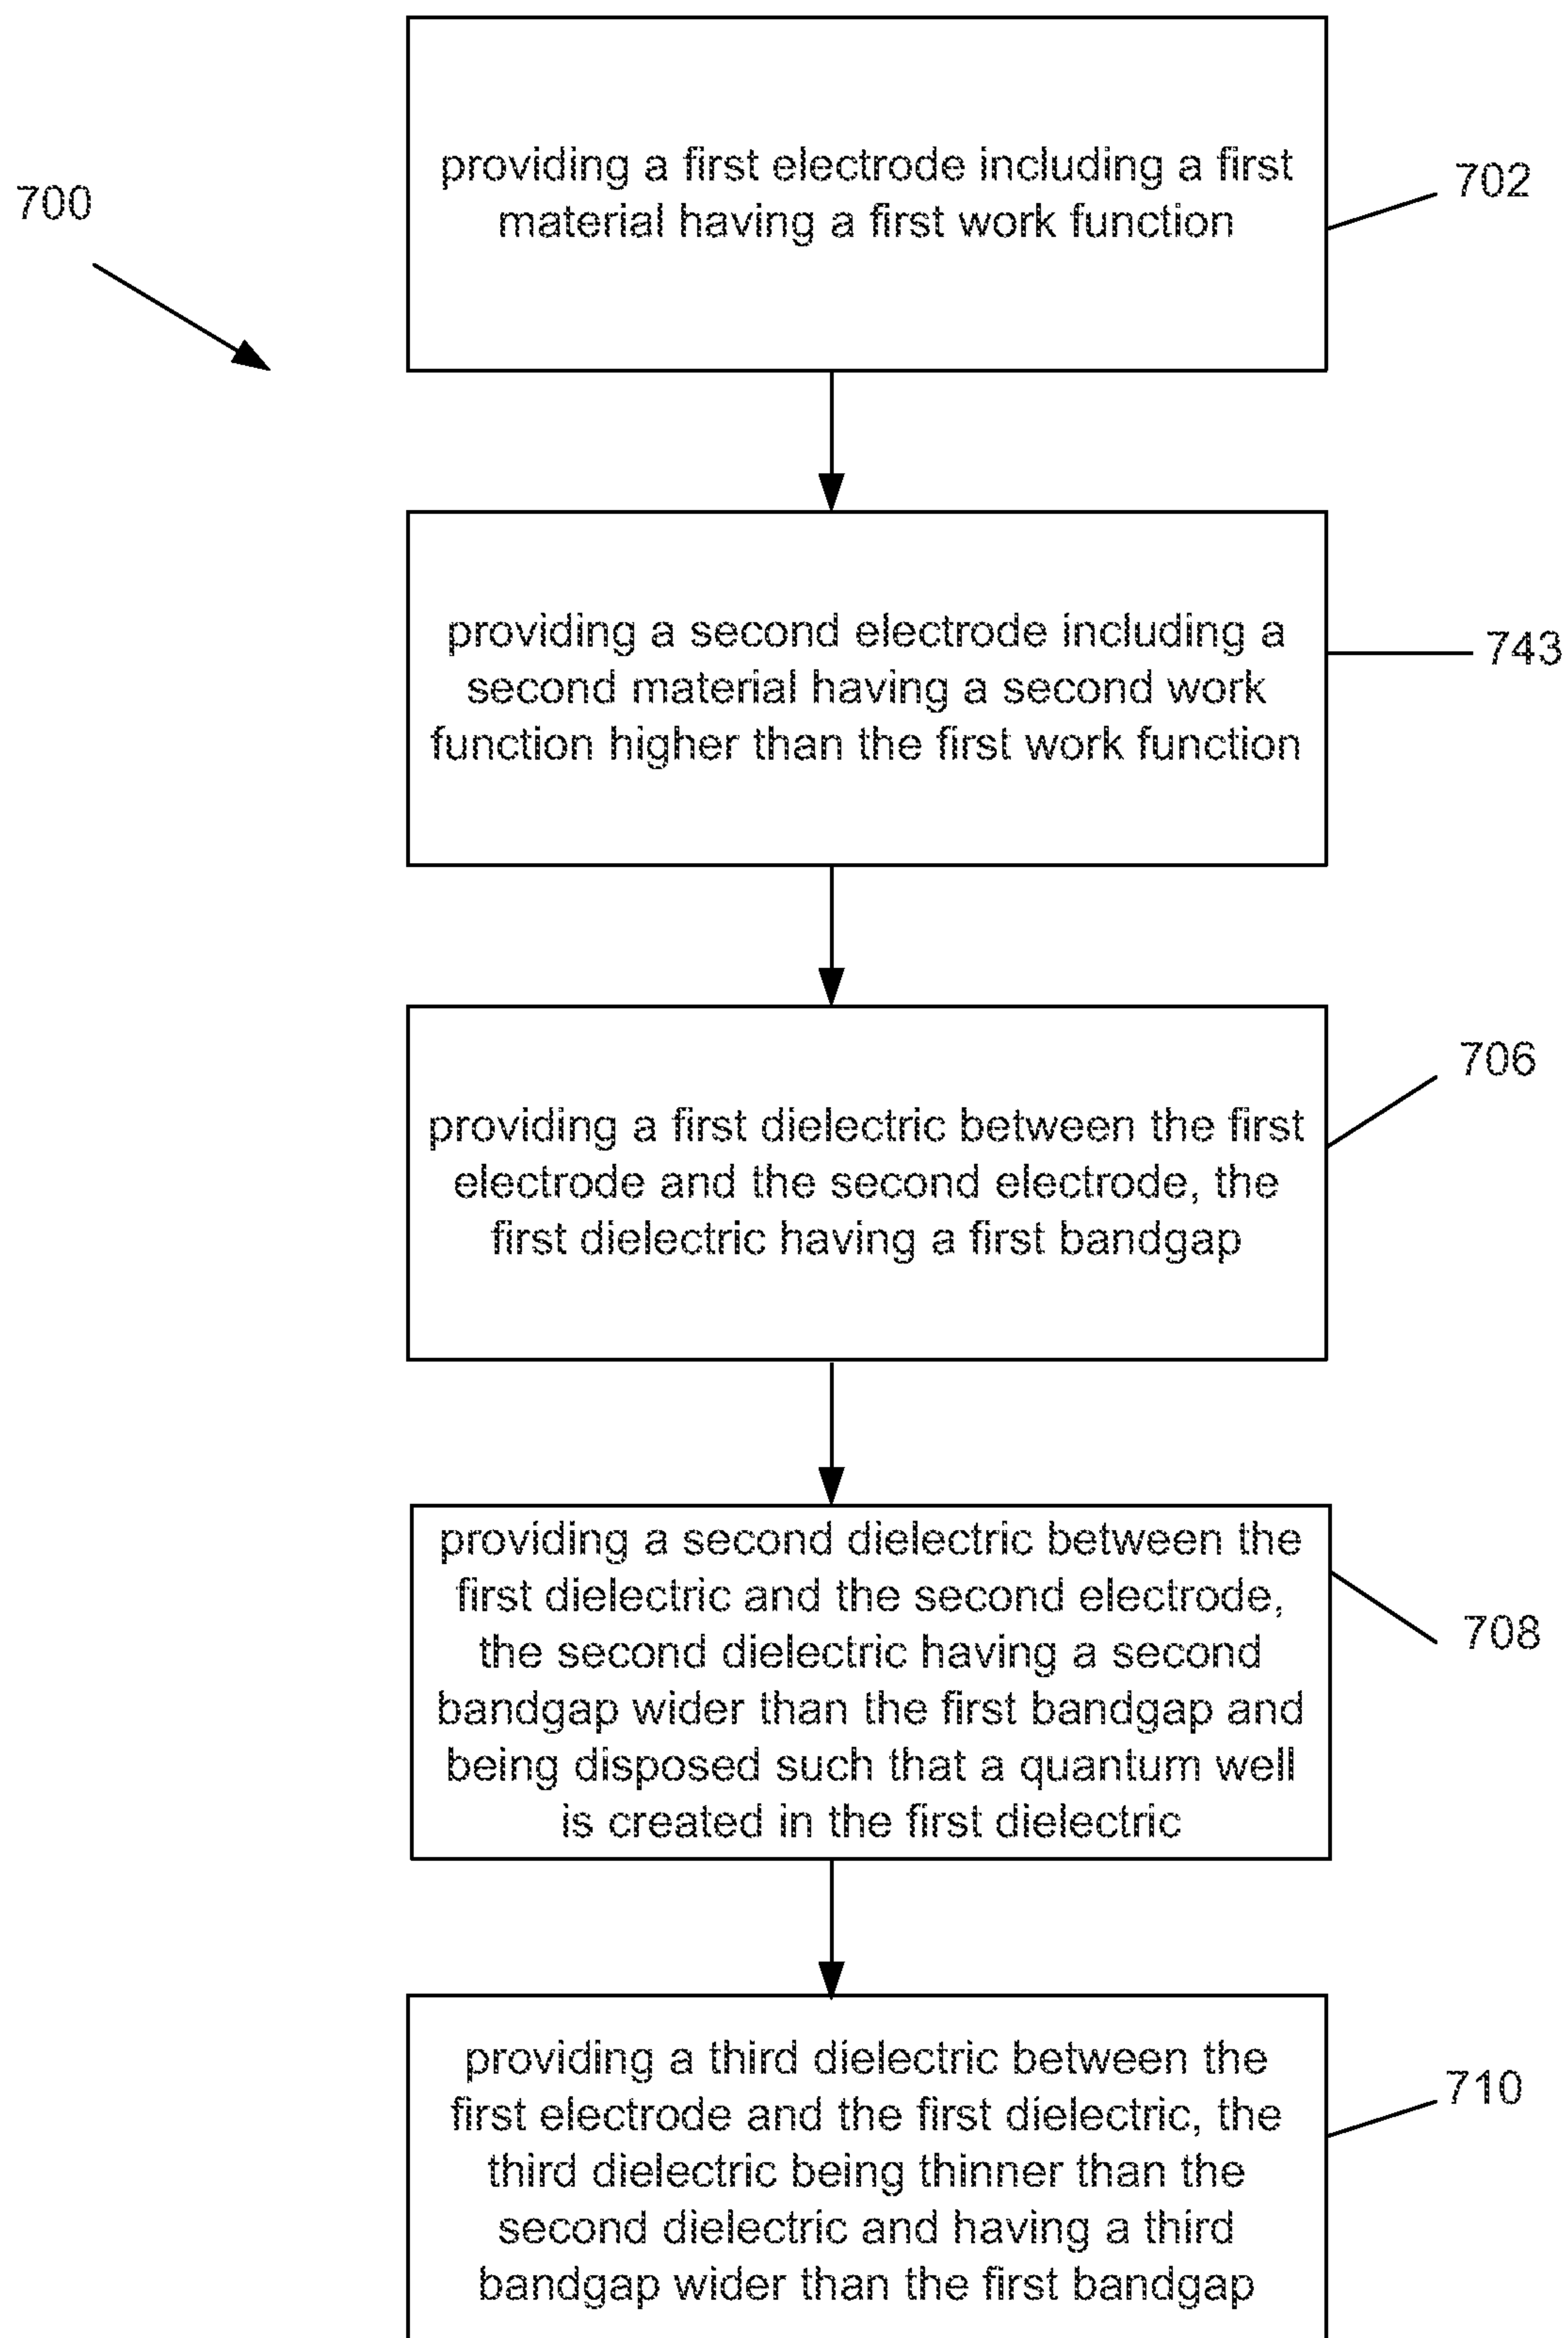 700
providing a first electrode including a first
material having a first work function
702
providing a second electrode including a
second material having a second work
function higher than the first work function
743
providing a first dielectric between the first
electrode and the second electrode, the
first dielectric having a first bandgap
706
providing a second dielectric between the
first dielectric and the second electrode,
the second dielectric having a second
bandgap wider than the first bandgap and
being disposed such that a quantum well
is created in the first dielectric
708
providing a third dielectric between the
first electrode and the first dielectric, the
third dielectric being thinner than the
second dielectric and having a third
bandgap wider than the first bandgap
710